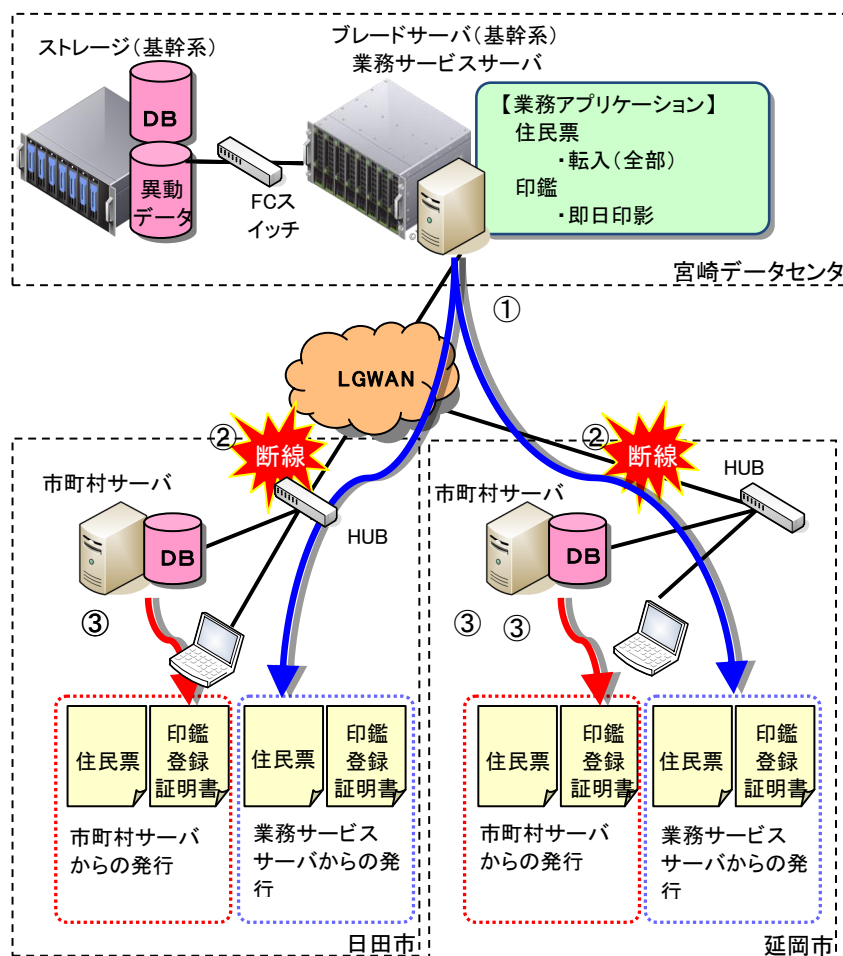 ストレージ(基幹系)
ブレードサーバ(基幹系)
業務サービスサーバ
DB
異動
データ
FCス
イッチ
©
【業務アプリケーション】
住民票
・転入(全部)
印鑑
・即日印影
宮崎データセンタ
①
LGWAN
②
断線
市町村サーバ
DB
HUB
③
住民票
印鑑
登録
証明書
市町村サーバ
からの発行
住民票
印鑑
登録
証明書
業務サービス
サーバからの発
行
日田市
②
断線
HUB
市町村サーバ
DB
③
③
住民票
印鑑
登録
証明書
市町村サーバ
からの発行
住民票
印鑑
登録
証明書
業務サービス
サーバからの発
行
延岡市